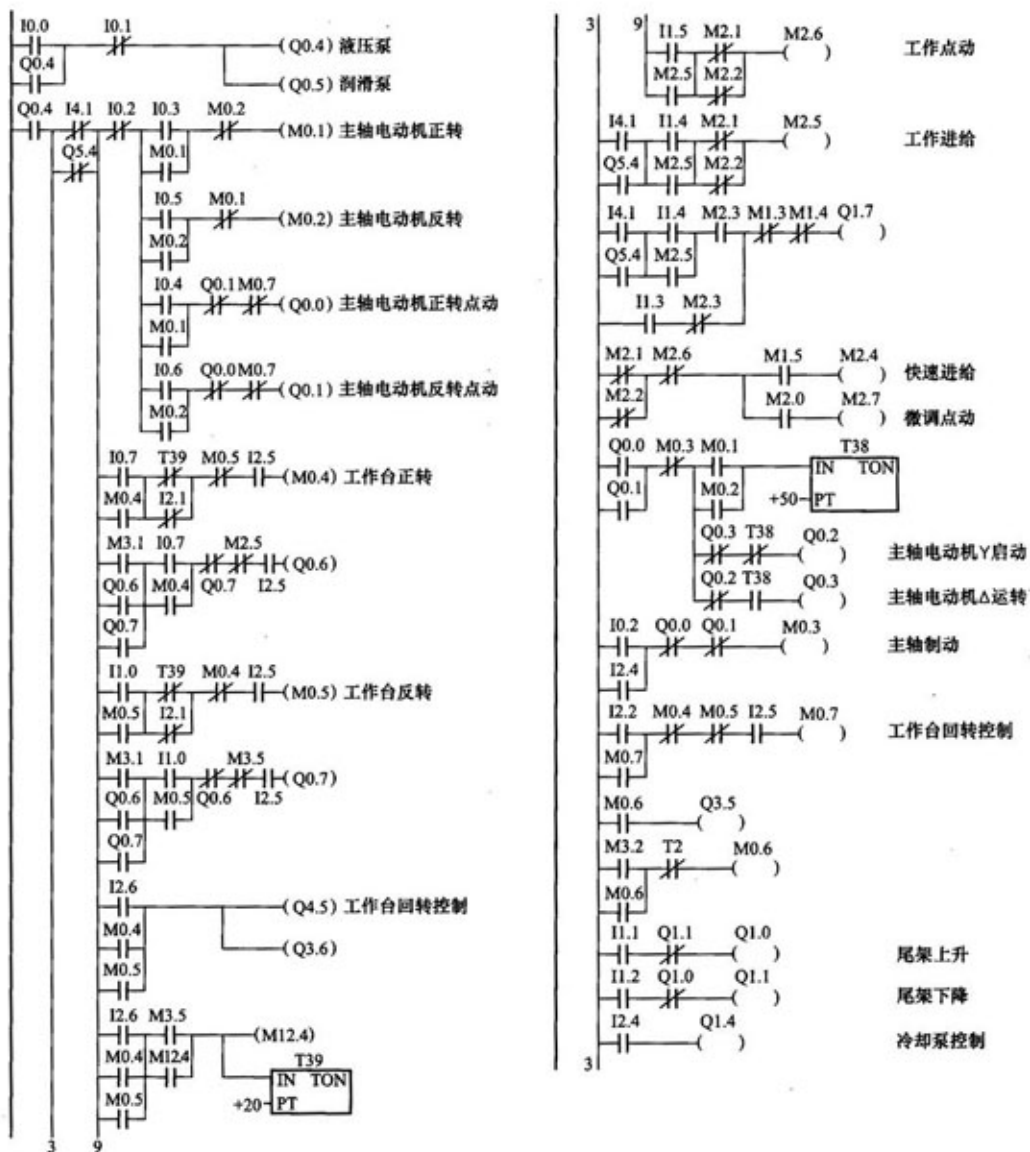 I0.0 I0.1
(Q0.4) 液压泵
Q0.4
(Q0.5) 润滑泵
Q0.4 I4.1 I0.2 I0.3 M0.2
(M0.1) 主轴电动机正转
Q5.4 M0.1
I0.5 M0.1
(M0.2) 主轴电动机反转
M0.2
I0.4 Q0.1 M0.7
(Q0.0) 主轴电动机正转点动
M0.1
I0.6 Q0.0 M0.7
(Q0.1) 主轴电动机反转点动
M0.2
I0.7 T39 M0.5 I2.5
(M0.4) 工作台正转
M0.4 I2.1
M3.1 I0.7 M2.5
(Q0.6)
Q0.6 M0.4 Q0.7 I2.5
Q0.7
I1.0 T39 M0.4 I2.5
(M0.5) 工作台反转
M0.5 I2.1
M3.1 I1.0 M3.5
(Q0.7)
Q0.6 M0.5 Q0.6 I2.5
Q0.7
I2.6
(Q4.5) 工作台回转控制
M0.4
(Q3.6)
M0.5
I2.6 M3.5
(M12.4)
M0.4 M12.4 T39
IN TON
M0.5 +20 PT
3 9
3 9
I1.5 M2.1 M2.6
( ) 工作点动
M2.5 M2.2
I4.1 I1.4 M2.1 M2.5
( ) 工作进给
Q5.4 M2.5 M2.2
I4.1 I1.4 M2.3 M1.3 M1.4 Q1.7
( )
Q5.4 M2.5
I1.3 M2.3
M2.1 M2.6 M1.5 M2.4
( ) 快速进给
M2.2 M2.0 M2.7
( ) 微调点动
Q0.0 M0.3 M0.1 T38
IN TON
Q0.1 M0.2 +50 PT
Q0.3 T38 Q0.2
( ) 主轴电动机Y启动
Q0.2 T38 Q0.3
( ) 主轴电动机Δ运转
I0.2 Q0.0 Q0.1 M0.3
( ) 主轴制动
I2.4
I2.2 M0.4 M0.5 I2.5 M0.7
( ) 工作台回转控制
M0.7
M0.6 Q3.5
( )
M3.2 T2 M0.6
( )
M0.6
I1.1 Q1.1 Q1.0
( ) 尾架上升
I1.2 Q1.0 Q1.1
( ) 尾架下降
I2.4 Q1.4
( ) 冷却泵控制
3